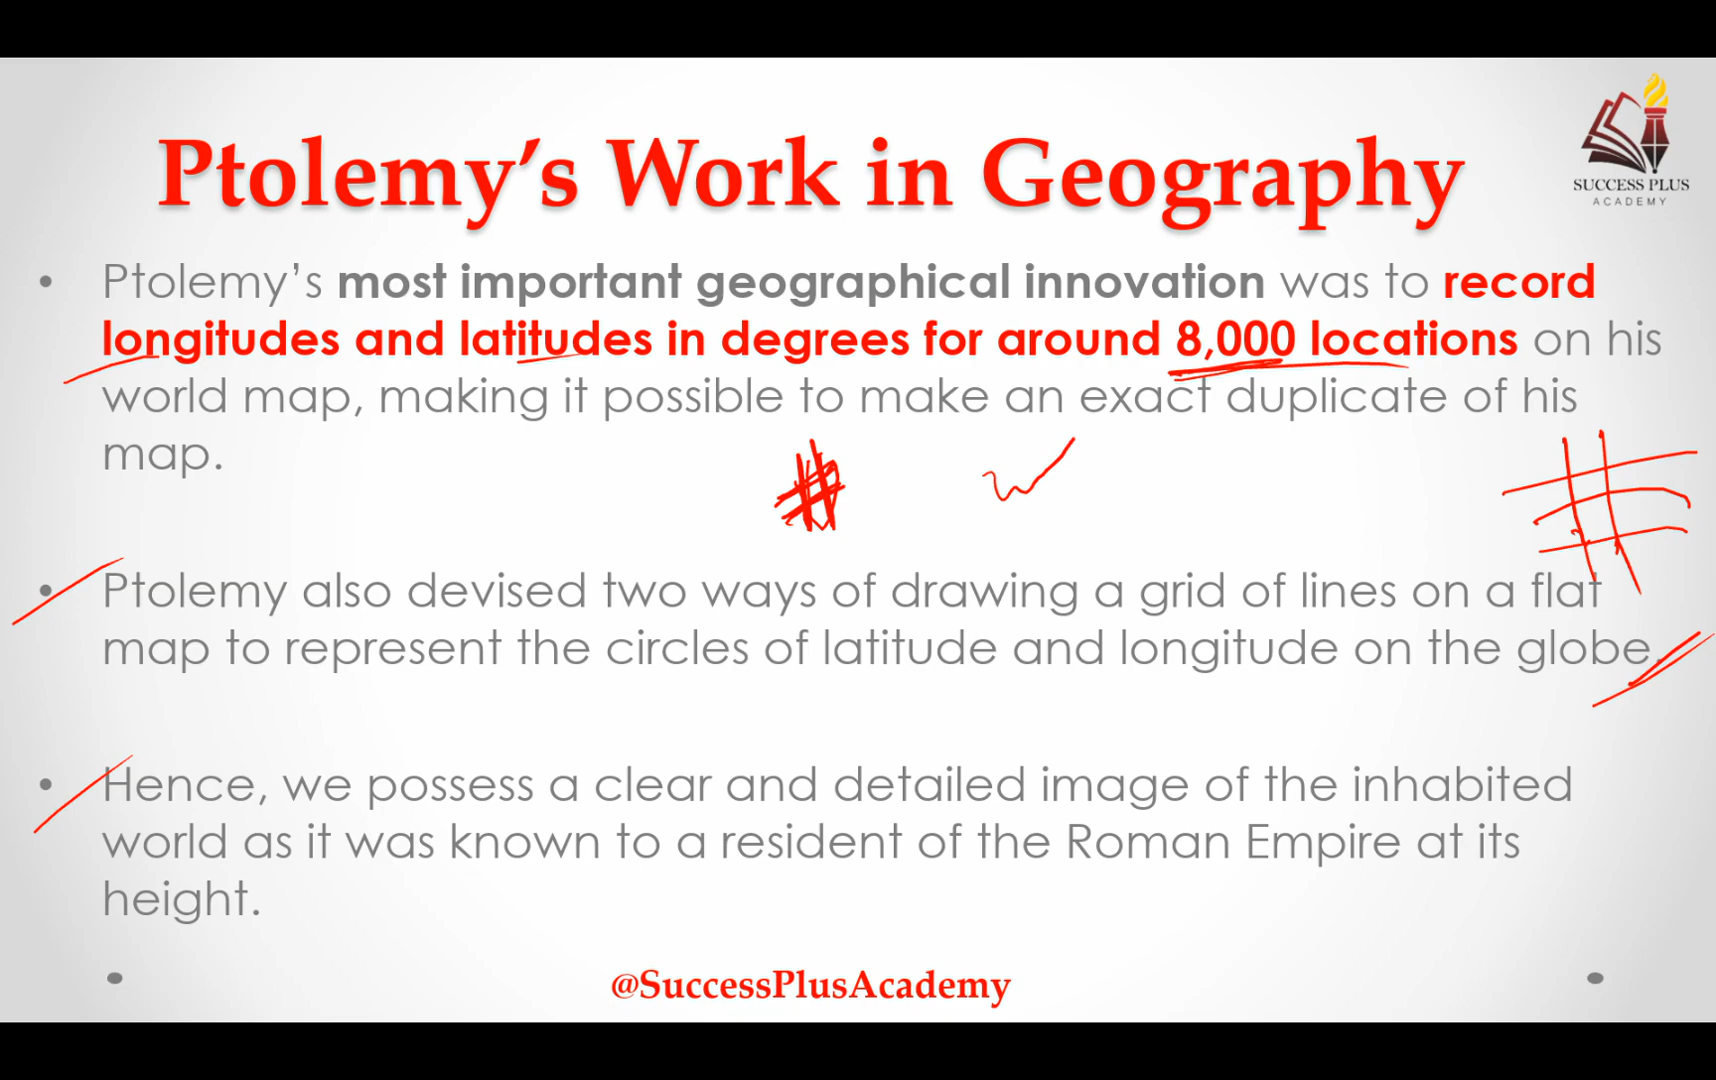 Ptolemy’s Work in Geography
SUCCESS PLUS
ACADEMY
• Ptolemy’s most important geographical innovation was to record
longitudes and latitudes in degrees for around 8,000 locations on his
world map, making it possible to make an exact duplicate of his
map.
• Ptolemy also devised two ways of drawing a grid of lines on a flat
map to represent the circles of latitude and longitude on the globe.
• Hence, we possess a clear and detailed image of the inhabited
world as it was known to a resident of the Roman Empire at its
height.
@SuccessPlusAcademy